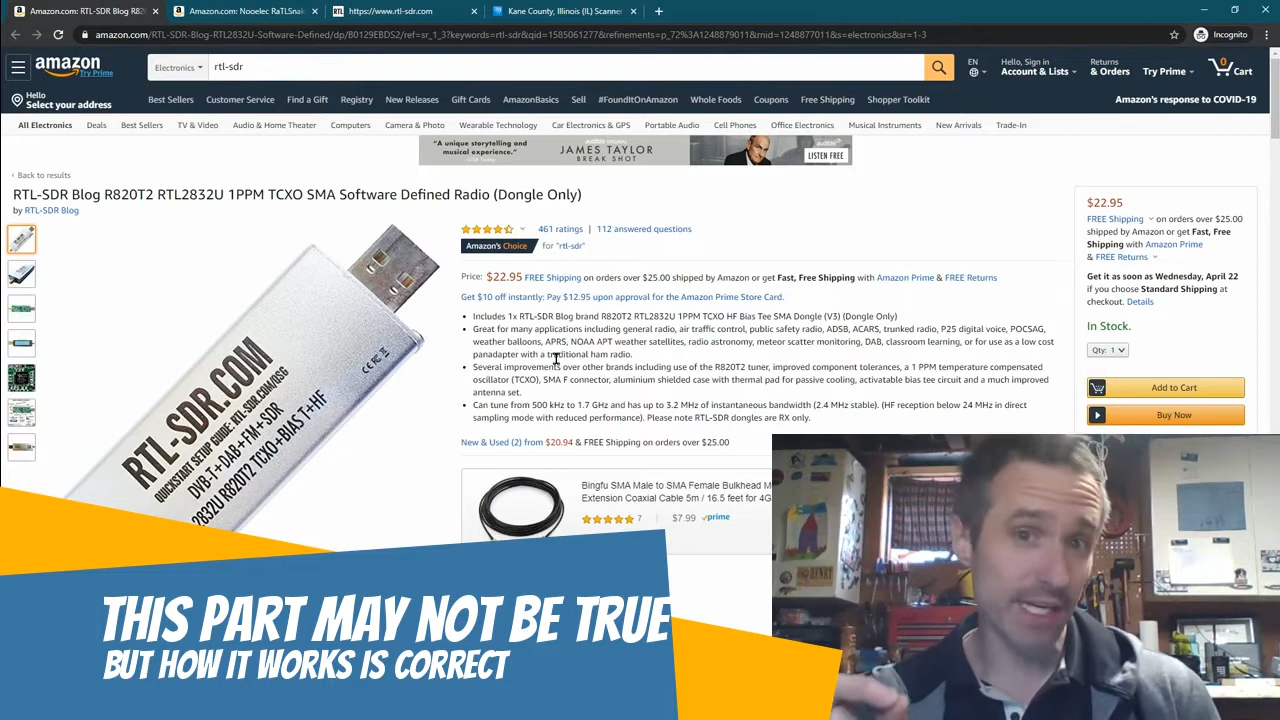 Amazon.com: RTL-SDR Blog R82
Amazon.com: Nooelec RaTLSnak
https://www.rtl-sdr.com
Kane County, Illinois (IL) Scanner
amazon.com/RTL-SDR-Blog-RTL2832U-Software-Defined/dp/B0129EBDS2/ref=sr_1_3?keywords=rtl-sdr&qid=1585061277&refinements=p_72%3A1248879011&rnid=1248877011&s=electronics&sr=1-3
Incognito
amazon
Try Prime
Electronics
rtl-sdr
EN
Hello, Sign in
Account & Lists
Returns
& Orders
Try Prime
0
Cart
Hello
Select your address
Best Sellers Customer Service Find a Gift Registry New Releases Gift Cards AmazonBasics Sell #FoundItOnAmazon Whole Foods Coupons Free Shipping Shopper Toolkit
Amazon's response to COVID-19
All Electronics Deals Best Sellers TV & Video Audio & Home Theater Computers Camera & Photo Wearable Technology Car Electronics & GPS Portable Audio Cell Phones Office Electronics Musical Instruments New Arrivals Trade-In
"A unique storytelling and
musical experience."
JAMES TAYLOR
BREAK SHOT
LISTEN FREE
‹ Back to results
RTL-SDR Blog R820T2 RTL2832U 1PPM TCXO SMA Software Defined Radio (Dongle Only)
by RTL-SDR Blog
461 ratings | 112 answered questions
Amazon's Choice for "rtl-sdr"
Price: $22.95 FREE Shipping on orders over $25.00 shipped by Amazon or get Fast, Free Shipping with Amazon Prime & FREE Returns
Get $10 off instantly: Pay $12.95 upon approval for the Amazon Prime Store Card.
• Includes 1x RTL-SDR Blog brand R820T2 RTL2832U 1PPM TCXO HF Bias Tee SMA Dongle (V3) (Dongle Only)
• Great for many applications including general radio, air traffic control, public safety radio, ADSB, ACARS, trunked radio, P25 digital voice, POCSAG,
weather balloons, APRS, NOAA APT weather satellites, radio astronomy, meteor scatter monitoring, DAB, classroom learning, or for use as a low cost
panadapter with a traditional ham radio.
• Several improvements over other brands including use of the R820T2 tuner, improved component tolerances, a 1 PPM temperature compensated
oscillator (TCXO), SMA F connector, aluminium shielded case with thermal pad for passive cooling, activatable bias tee circuit and a much improved
antenna set.
• Can tune from 500 kHz to 1.7 GHz and has up to 3.2 MHz of instantaneous bandwidth (2.4 MHz stable). (HF reception below 24 MHz in direct
sampling mode with reduced performance). Please note RTL-SDR dongles are RX only.
New & Used (2) from $20.94 & FREE Shipping on orders over $25.00
Bingfu SMA Male to SMA Female Bulkhead M
Extension Coaxial Cable 5m / 16.5 feet for 4G
7 | $7.99 prime
$22.95
FREE Shipping on orders over $25.00
shipped by Amazon or get Fast, Free
Shipping with Amazon Prime
& FREE Returns
Get it as soon as Wednesday, April 22
if you choose Standard Shipping at
checkout. Details
In Stock.
Qty: 1
Add to Cart
Buy Now
RTL-SDR.COM
QUICKSTART SETUP GUIDE: RTL-SDR.COM/QSG
DVB-T+DAB+FM+SDR
2832U R820T2 TCXO+BIAS T+HF
THIS PART MAY NOT BE TRUE
BUT HOW IT WORKS IS CORRECT
HENRI